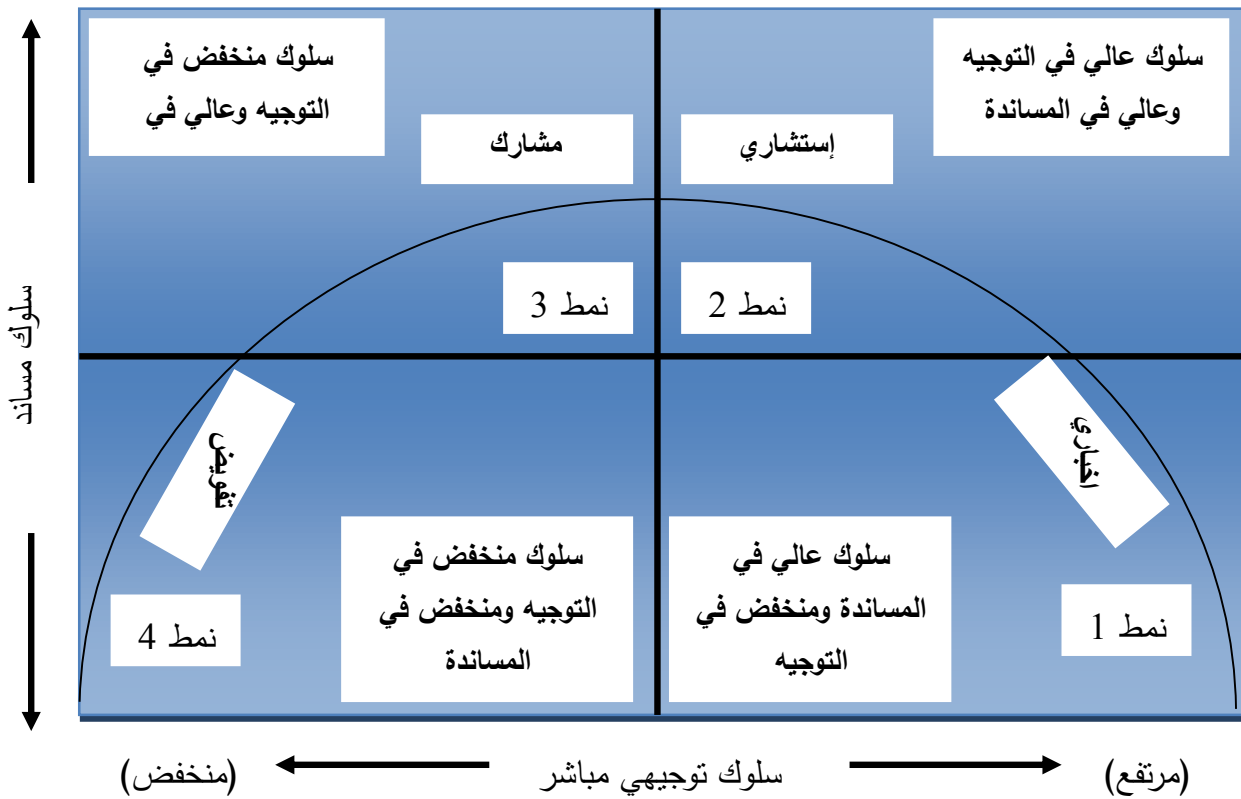 سلوك عالي في التوجيه
وعالي في المساندة
إستشاري
نمط 2
سلوك منخفض في
التوجيه وعالي في
مشارك
نمط 3
سلوك مساند
اخباري
نمط 1
سلوك عالي في
المساندة ومنخفض في
التوجيه
تفويض
سلوك منخفض في
التوجيه ومنخفض في
المساندة
نمط 4
(مرتفع)
سلوك توجيهي مباشر
(منخفض)